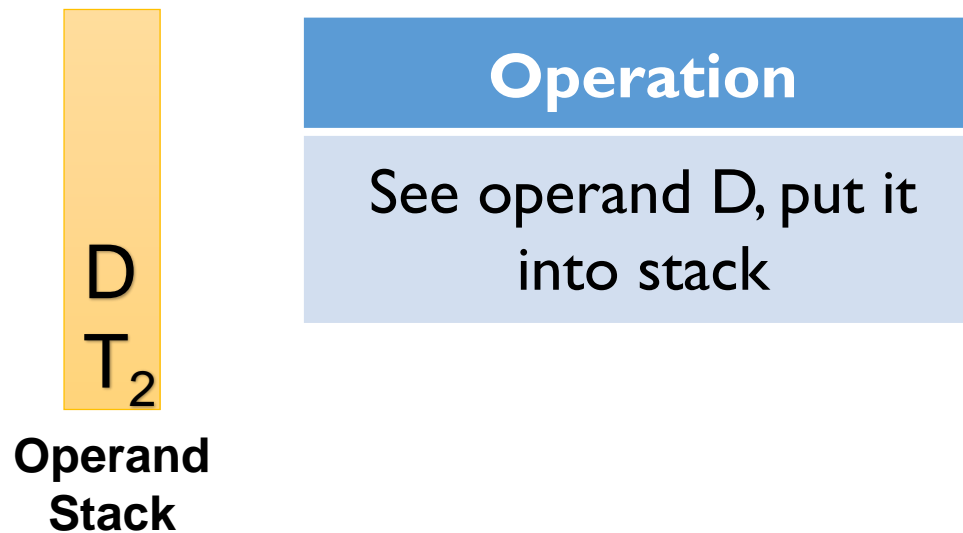 Operation
See operand D, put it
into stack
D
T₂
Operand
Stack